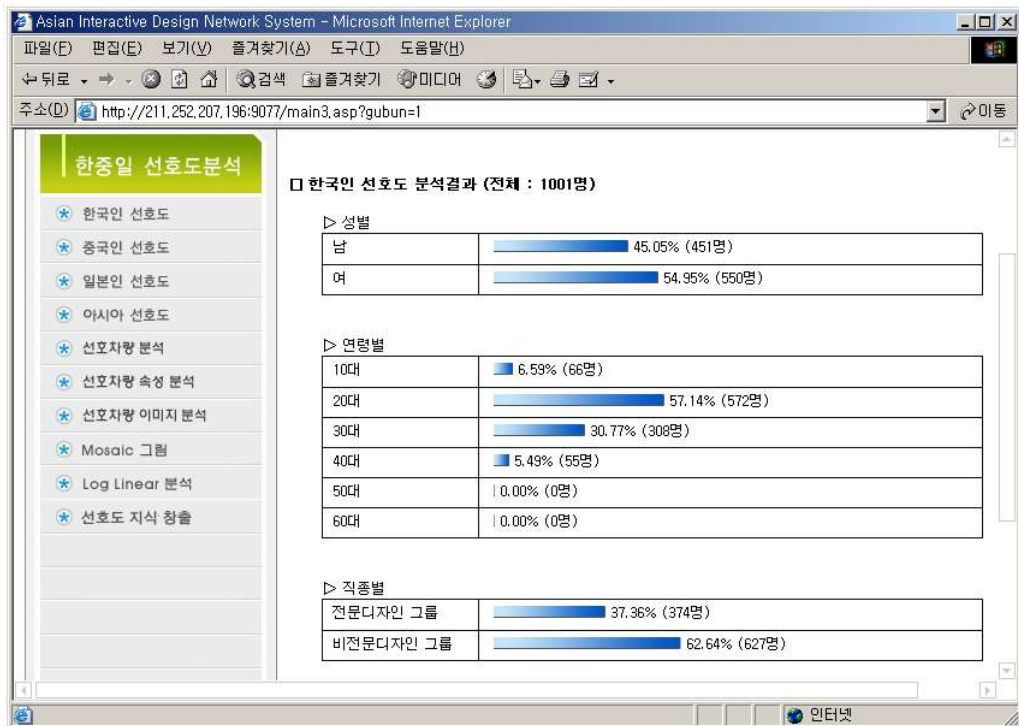 Asian Interactive Design Network System - Microsoft Internet Explorer
파일(F) 편집(E) 보기(V) 즐겨찾기(A) 도구(T) 도움말(H)
뒤로 검색 즐겨찾기 미디어
주소(D) http://211,252,207,196:9077/main3,asp?gubun=1 이동
한중일 선호도분석
한국인 선호도
중국인 선호도
일본인 선호도
아시아 선호도
선호차량 분석
선호차량 속성 분석
선호차량 이미지 분석
Mosaic 그림
Log Linear 분석
선호도 지식 창출
□ 한국인 선호도 분석결과 (전체 : 1001명)
▷ 성별
남 45,05% (451명)
여 54,95% (550명)
▷ 연령별
10대 6,59% (66명)
20대 57,14% (572명)
30대 30,77% (308명)
40대 5,49% (55명)
50대 0,00% (0명)
60대 0,00% (0명)
▷ 직종별
전문디자인 그룹 37,36% (374명)
비전문디자인 그룹 62,64% (627명)
인터넷